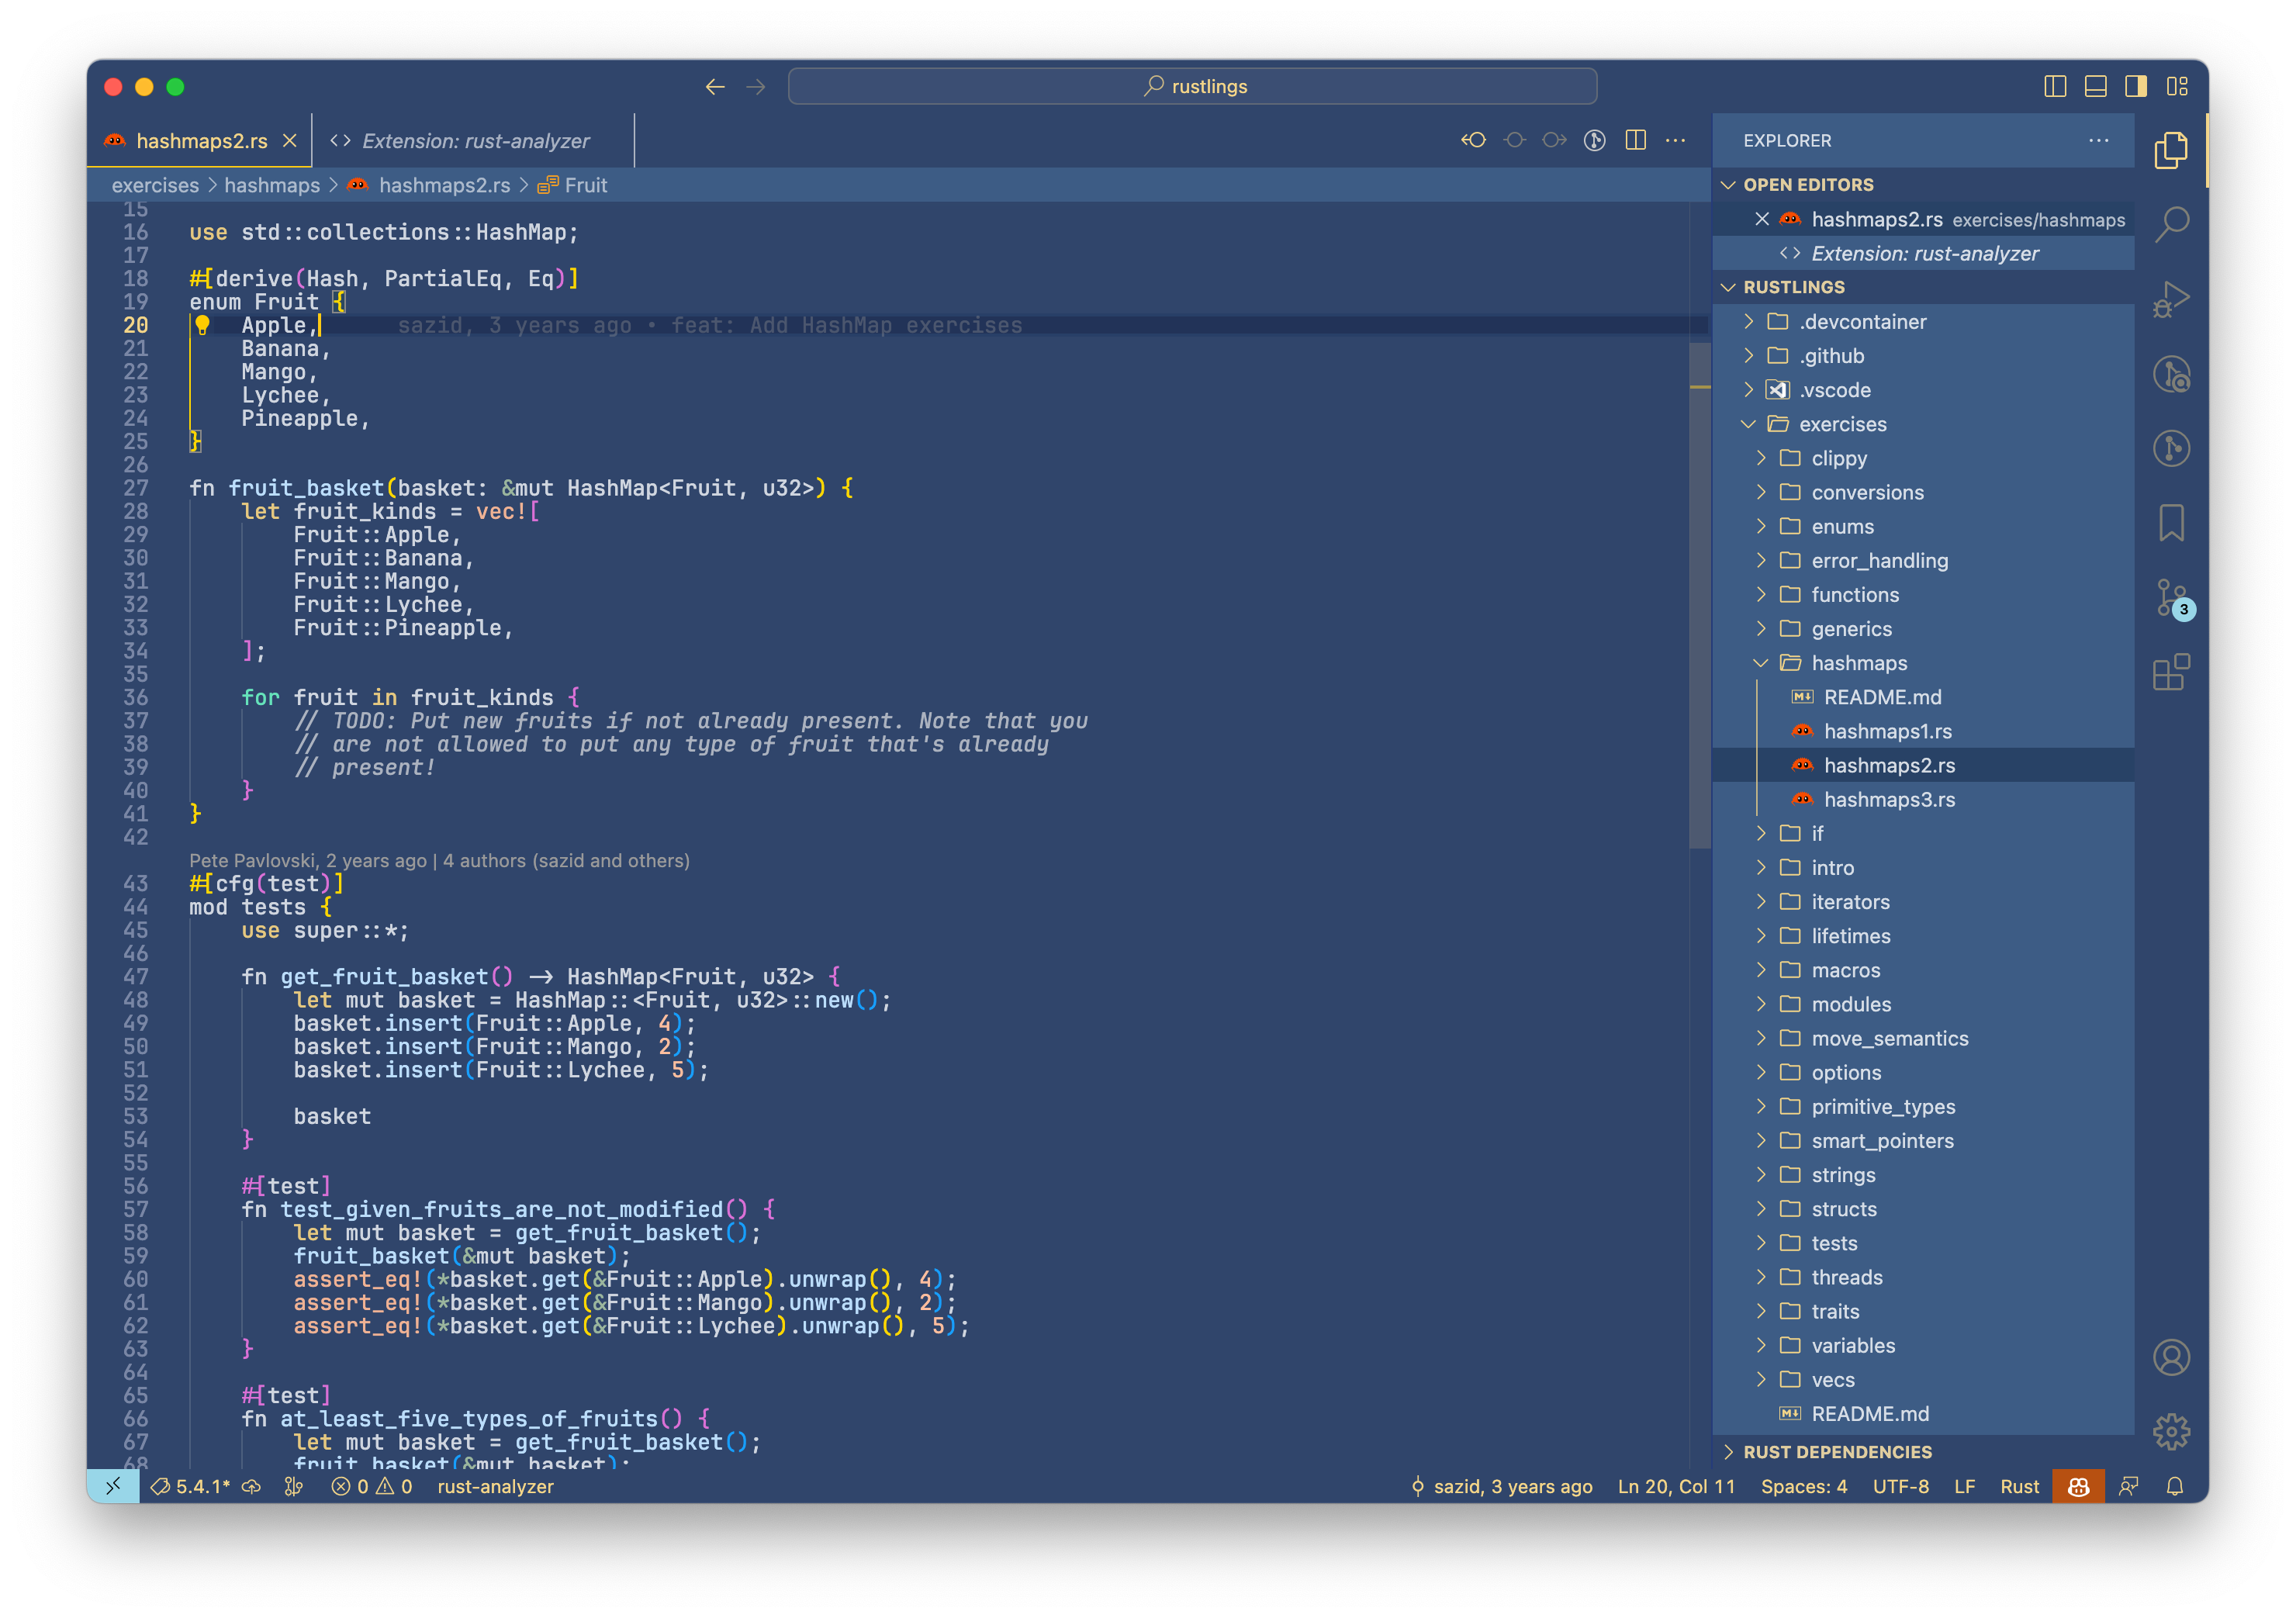 rustlings
hashmaps2.rs
Extension: rust-analyzer
exercises > hashmaps > hashmaps2.rs > Fruit
15
16 use std::collections::HashMap;
17
18 #[derive(Hash, PartialEq, Eq)]
19 enum Fruit {
20 Apple, sazid, 3 years ago • feat: Add HashMap exercises
21 Banana,
22 Mango,
23 Lychee,
24 Pineapple,
25 }
26
27 fn fruit_basket(basket: &mut HashMap<Fruit, u32>) {
28 let fruit_kinds = vec![
29 Fruit::Apple,
30 Fruit::Banana,
31 Fruit::Mango,
32 Fruit::Lychee,
33 Fruit::Pineapple,
34 ];
35
36 for fruit in fruit_kinds {
37 // TODO: Put new fruits if not already present. Note that you
38 // are not allowed to put any type of fruit that's already
39 // present!
40 }
41 }
42
Pete Pavlovski, 2 years ago | 4 authors (sazid and others)
43 #[cfg(test)]
44 mod tests {
45 use super::*;
46
47 fn get_fruit_basket() -> HashMap<Fruit, u32> {
48 let mut basket = HashMap::<Fruit, u32>::new();
49 basket.insert(Fruit::Apple, 4);
50 basket.insert(Fruit::Mango, 2);
51 basket.insert(Fruit::Lychee, 5);
52
53 basket
54 }
55
56 #[test]
57 fn test_given_fruits_are_not_modified() {
58 let mut basket = get_fruit_basket();
59 fruit_basket(&mut basket);
60 assert_eq!(*basket.get(&Fruit::Apple).unwrap(), 4);
61 assert_eq!(*basket.get(&Fruit::Mango).unwrap(), 2);
62 assert_eq!(*basket.get(&Fruit::Lychee).unwrap(), 5);
63 }
64
65 #[test]
66 fn at_least_five_types_of_fruits() {
67 let mut basket = get_fruit_basket();
68 fruit_basket(&mut basket);
EXPLORER
OPEN EDITORS
hashmaps2.rs exercises/hashmaps
Extension: rust-analyzer
RUSTLINGS
.devcontainer
.github
.vscode
exercises
clippy
conversions
enums
error_handling
functions
generics
hashmaps
README.md
hashmaps1.rs
hashmaps2.rs
hashmaps3.rs
if
intro
iterators
lifetimes
macros
modules
move_semantics
options
primitive_types
smart_pointers
strings
structs
tests
threads
traits
variables
vecs
README.md
RUST DEPENDENCIES
3
5.4.1* 0 0 rust-analyzer
sazid, 3 years ago Ln 20, Col 11 Spaces: 4 UTF-8 LF Rust